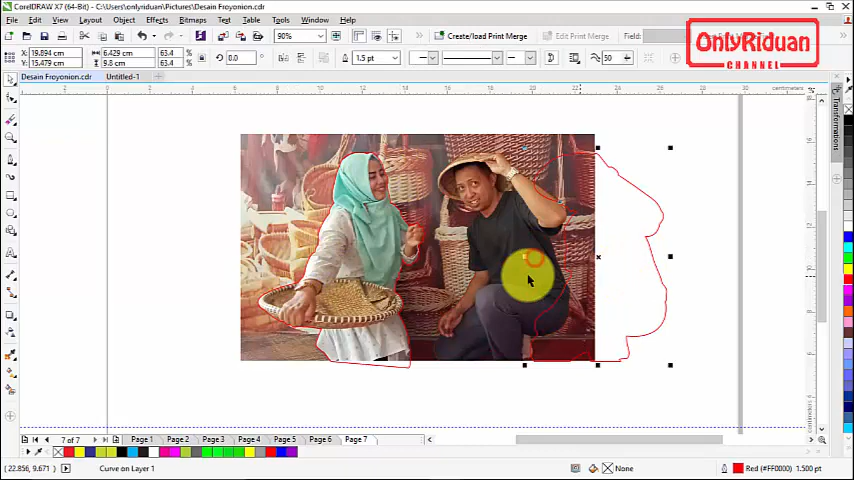 CorelDRAW X7 (64-Bit) - C:\Users\onlyriduan\Pictures\Desain Froyonion.cdr
File Edit View Layout Object Effects Bitmaps Text Table Tools Window Help
90% Create/load Print Merge Edit Print Merge Field:
OnlyRiduan
CHANNEL
X: 19.894 cm 6.429 cm 63.4
Y: 15.479 cm 9.8 cm 63.4
0.0 1.5 pt 50
Desain Froyonion.cdr Untitled-1
centimeters
Transformations
7 of 7 Page 1 Page 2 Page 3 Page 4 Page 5 Page 6 Page 7
(22.856, 9.671) Curve on Layer 1 None Red (#FF0000) 1.500 pt